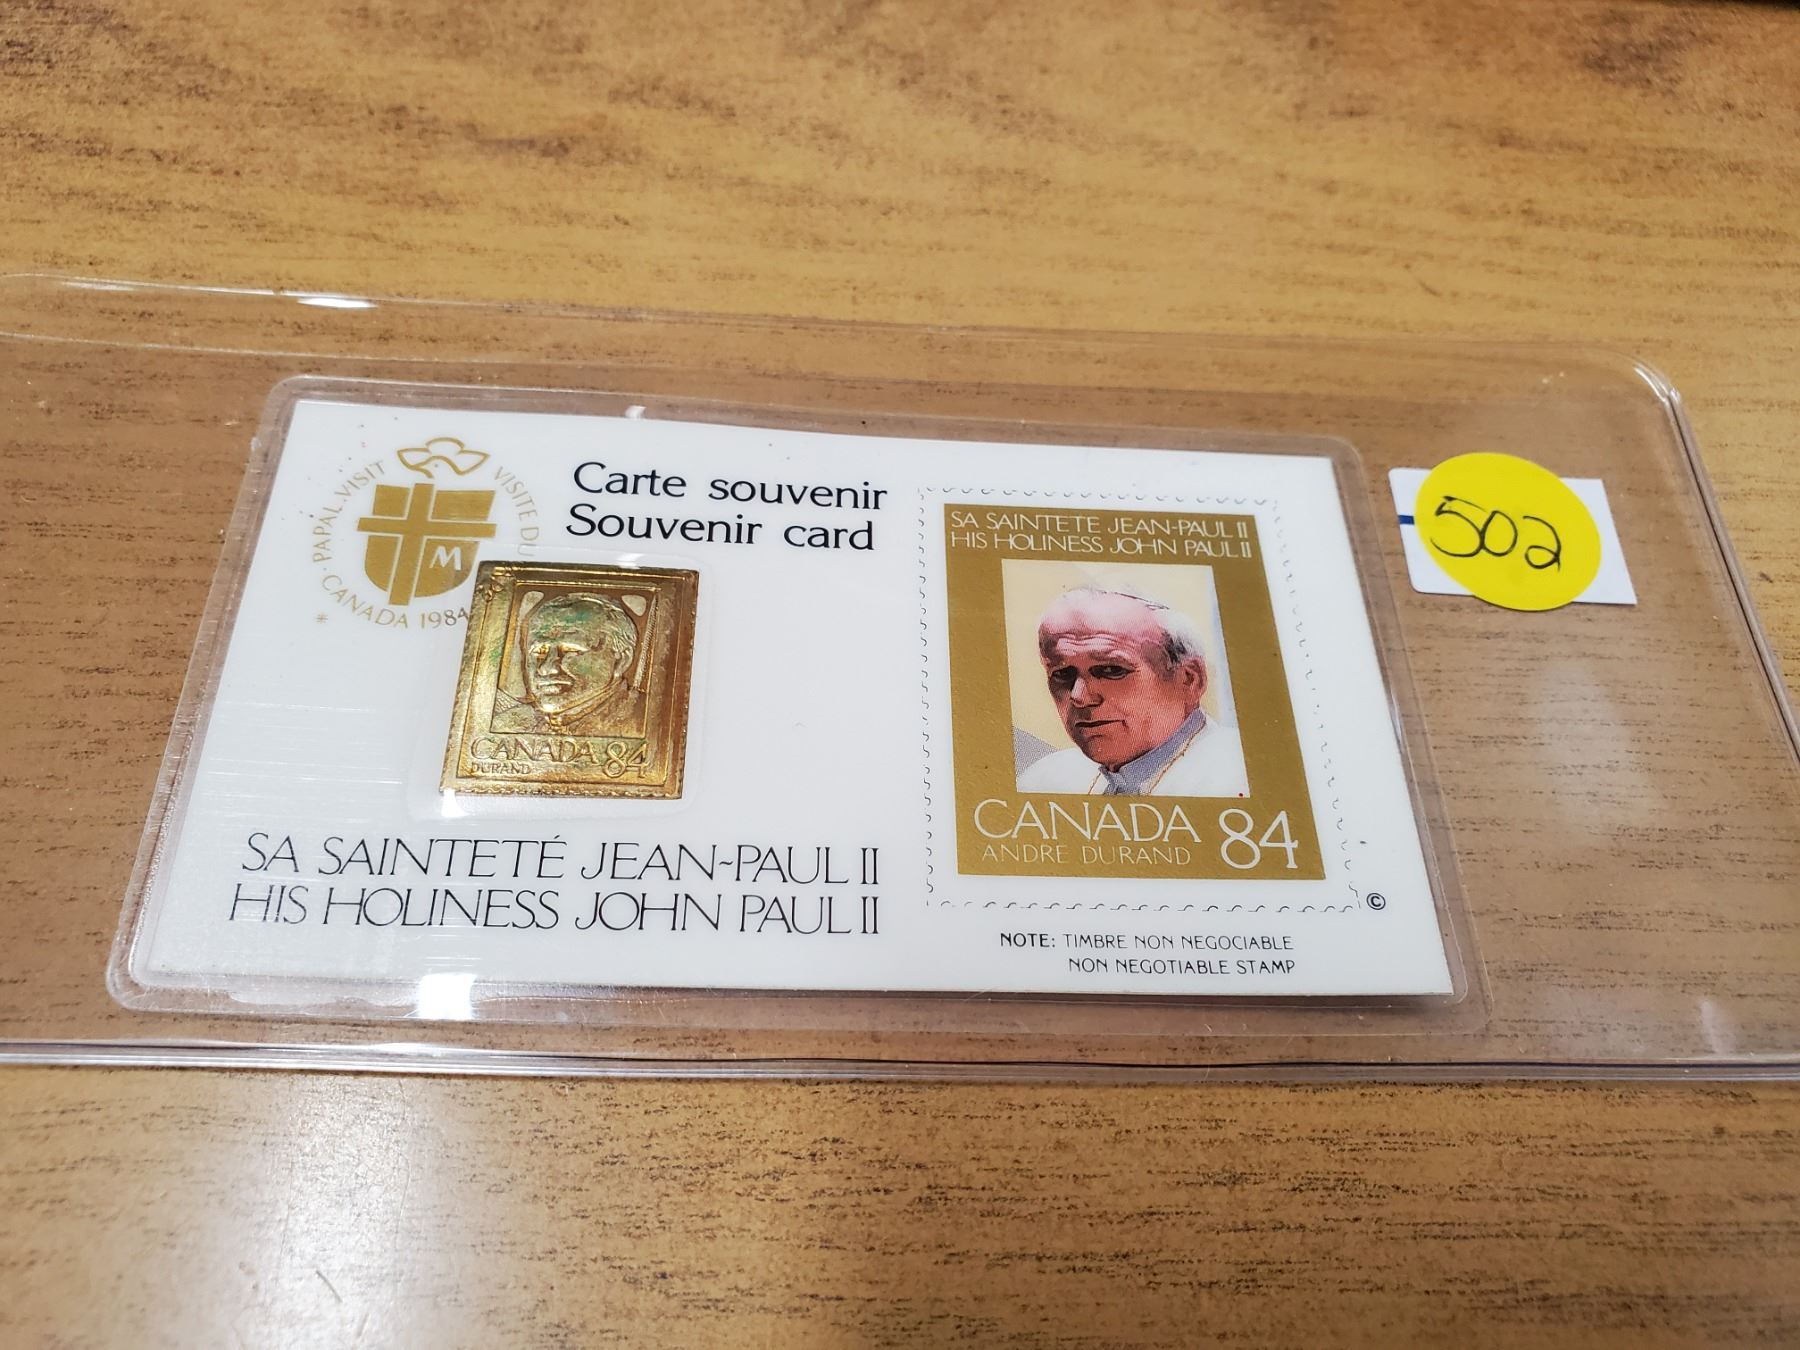 PAPAL VISIT
VISITE DU
* CANADA 1984
M
Carte souvenir
Souvenir card
CANADA 84
DURAND
SA SAINTETÉ JEAN-PAUL II
HIS HOLINESS JOHN PAUL II
SA SAINTETE JEAN-PAUL II
HIS HOLINESS JOHN PAUL II
CANADA 84
ANDRE DURAND
©
NOTE: TIMBRE NON NEGOCIABLE
NON NEGOTIABLE STAMP
502